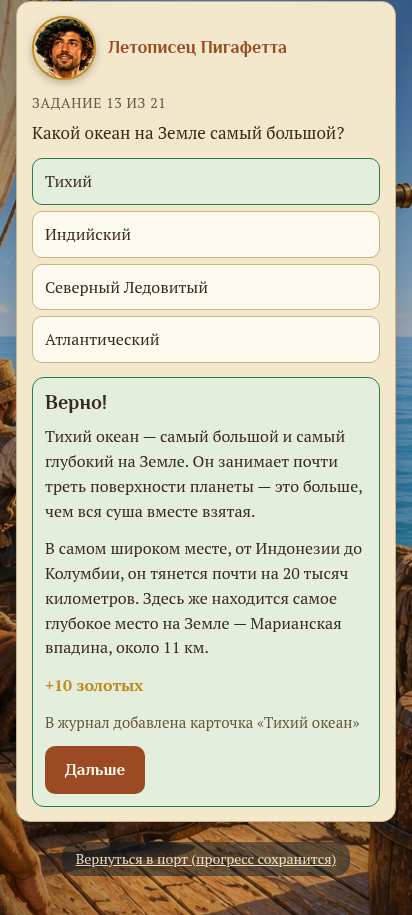 Летописец Пигафетта
ЗАДАНИЕ 13 ИЗ 21
Какой океан на Земле самый большой?
Тихий
Индийский
Северный Ледовитый
Атлантический
Верно!
Тихий океан — самый большой и самый
глубокий на Земле. Он занимает почти
треть поверхности планеты — это больше,
чем вся суша вместе взятая.
В самом широком месте, от Индонезии до
Колумбии, он тянется почти на 20 тысяч
километров. Здесь же находится самое
глубокое место на Земле — Марианская
впадина, около 11 км.
+10 золотых
В журнал добавлена карточка «Тихий океан»
Дальше
Вернуться в порт (прогресс сохранится)